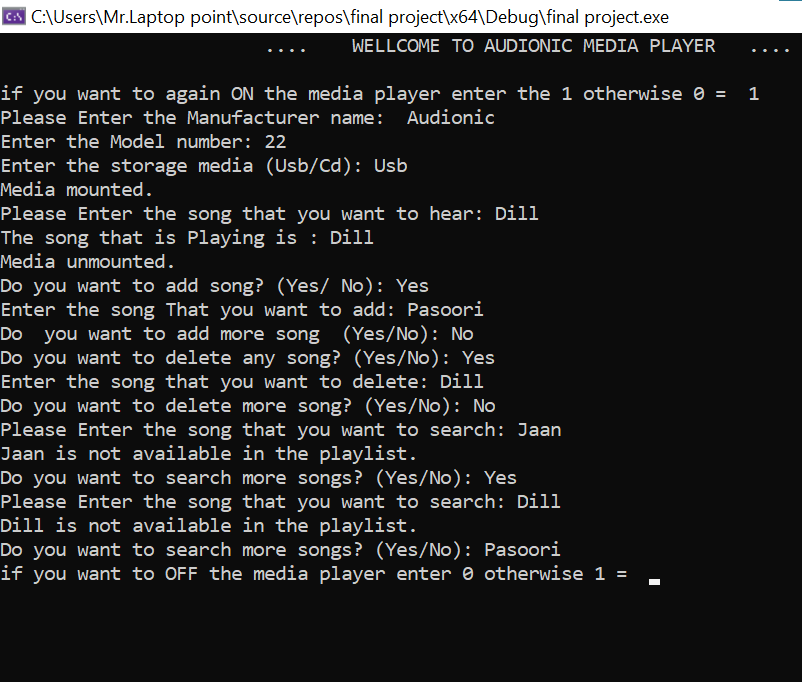 C:\Users\Mr.Laptop point\source\repos\final project\x64\Debug\final project.exe
.... WELLCOME TO AUDIONIC MEDIA PLAYER ....
if you want to again ON the media player enter the 1 otherwise 0 = 1
Please Enter the Manufacturer name: Audionic
Enter the Model number: 22
Enter the storage media (Usb/Cd): Usb
Media mounted.
Please Enter the song that you want to hear: Dill
The song that is Playing is : Dill
Media unmounted.
Do you want to add song? (Yes/ No): Yes
Enter the song That you want to add: Pasoori
Do  you want to add more song  (Yes/No): No
Do you want to delete any song? (Yes/No): Yes
Enter the song that you want to delete: Dill
Do you want to delete more song? (Yes/No): No
Please Enter the song that you want to search: Jaan
Jaan is not available in the playlist.
Do you want to search more songs? (Yes/No): Yes
Please Enter the song that you want to search: Dill
Dill is not available in the playlist.
Do you want to search more songs? (Yes/No): Pasoori
if you want to OFF the media player enter 0 otherwise 1 =